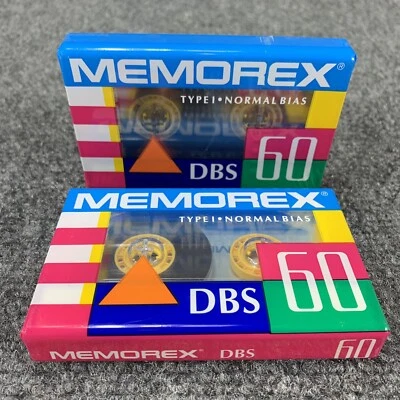 MEMOREX®
TYPE I • NORMAL BIAS
DBS 60
MEMOREX®
TYPE I • NORMAL BIAS
DBS 60
MEMOREX® DBS 60